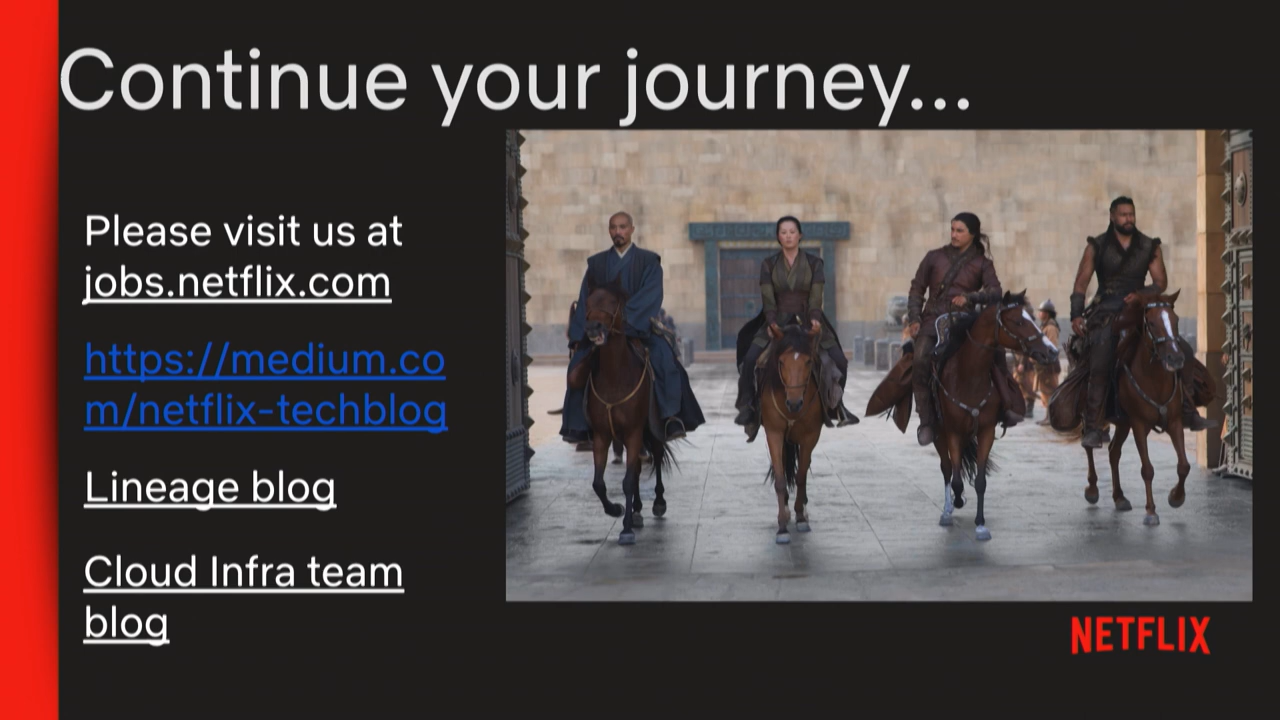 Continue your journey...
Please visit us at
jobs.netflix.com
https://medium.co
m/netflix-techblog
Lineage blog
Cloud Infra team
blog
NETFLIX